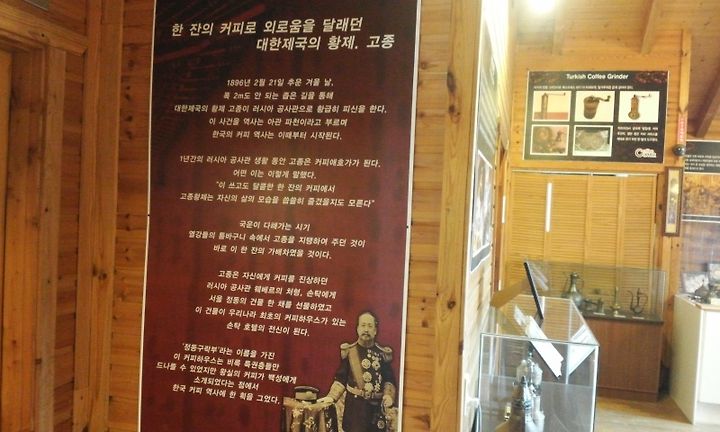 한 잔의 커피로 외로움을 달래던
대한제국의 황제. 고종
1896년 2월 21일 추운 겨울 날,
폭 2m도 안 되는 좁은 길을 통해
대한제국의 황제 고종이 러시아 공사관으로 황급히 피신을 한다.
이 사건을 역사는 아관 파천이라고 부르며
한국의 커피 역사는 이때부터 시작된다.
1년간의 러시아 공사관 생활 동안 고종은 커피애호가가 된다.
어떤 이는 이렇게 말했다.
"이 쓰고도 달콤한 한 잔의 커피에서
고종황제는 자신의 삶의 모습을 씁쓸히 즐겼을지도 모른다"
국운이 다해가는 시기
열강들의 틈바구니 속에서 고종을 지탱하여 주던 것이
바로 이 한 잔의 가배차였을 것이다.
고종은 자신에게 커피를 진상하던
러시아 공사관 웨베르의 처형, 손탁에게
서울 정동의 건물 한 채를 선물하였고
이 건물이 우리나라 최초의 커피하우스가 있는
손탁 호텔의 전신이 된다.
'정동구락부'라는 이름을 가진
이 커피하우스는 비록 특권층들만
드나들 수 있었지만 왕실의 커피가 백성에게
소개되었다는 점에서
한국 커피 역사에 한 획을 그었다.
Turkish Coffee Grinder